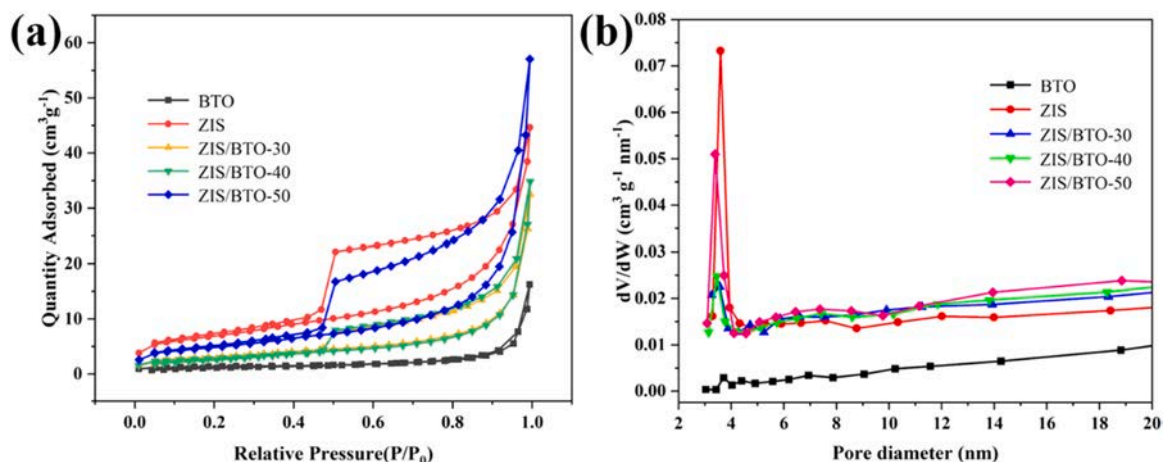 (a)
60
50
40
30
20
10
0
Quantity Adsorbed (cm³g⁻¹)
BTO
ZIS
ZIS/BTO-30
ZIS/BTO-40
ZIS/BTO-50
0.0 0.2 0.4 0.6 0.8 1.0
Relative Pressure(P/P₀)
(b)
0.08
0.07
0.06
0.05
0.04
0.03
0.02
0.01
0.00
dV/dW (cm³ g⁻¹ nm⁻¹)
BTO
ZIS
ZIS/BTO-30
ZIS/BTO-40
ZIS/BTO-50
2 4 6 8 10 12 14 16 18 20
Pore diameter (nm)